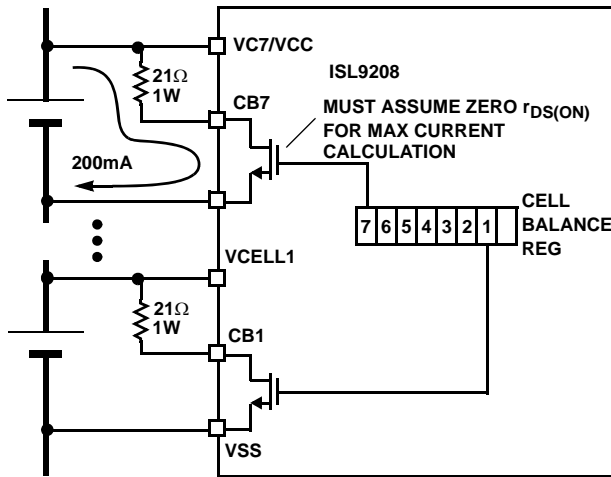 VC7/VCC
ISL9208
21Ω
1W
CB7
MUST ASSUME ZERO rDS(ON)
FOR MAX CURRENT
CALCULATION
200mA
7 6 5 4 3 2 1
CELL
BALANCE
REG
VCELL1
21Ω
1W
CB1
VSS